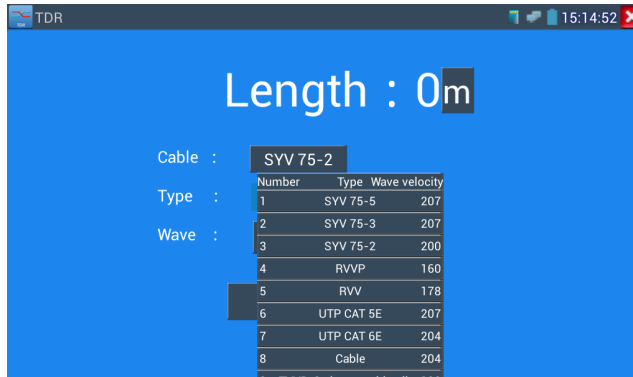 TDR 15:14:52
TDR
Length : 0m
Cable : SYV 75-2
Number Type Wave velocity
Type :
1 SYV 75-5 207
2 SYV 75-3 207
Wave :
3 SYV 75-2 200
4 RVVP 160
5 RVV 178
6 UTP CAT 5E 207
7 UTP CAT 6E 204
8 Cable 204